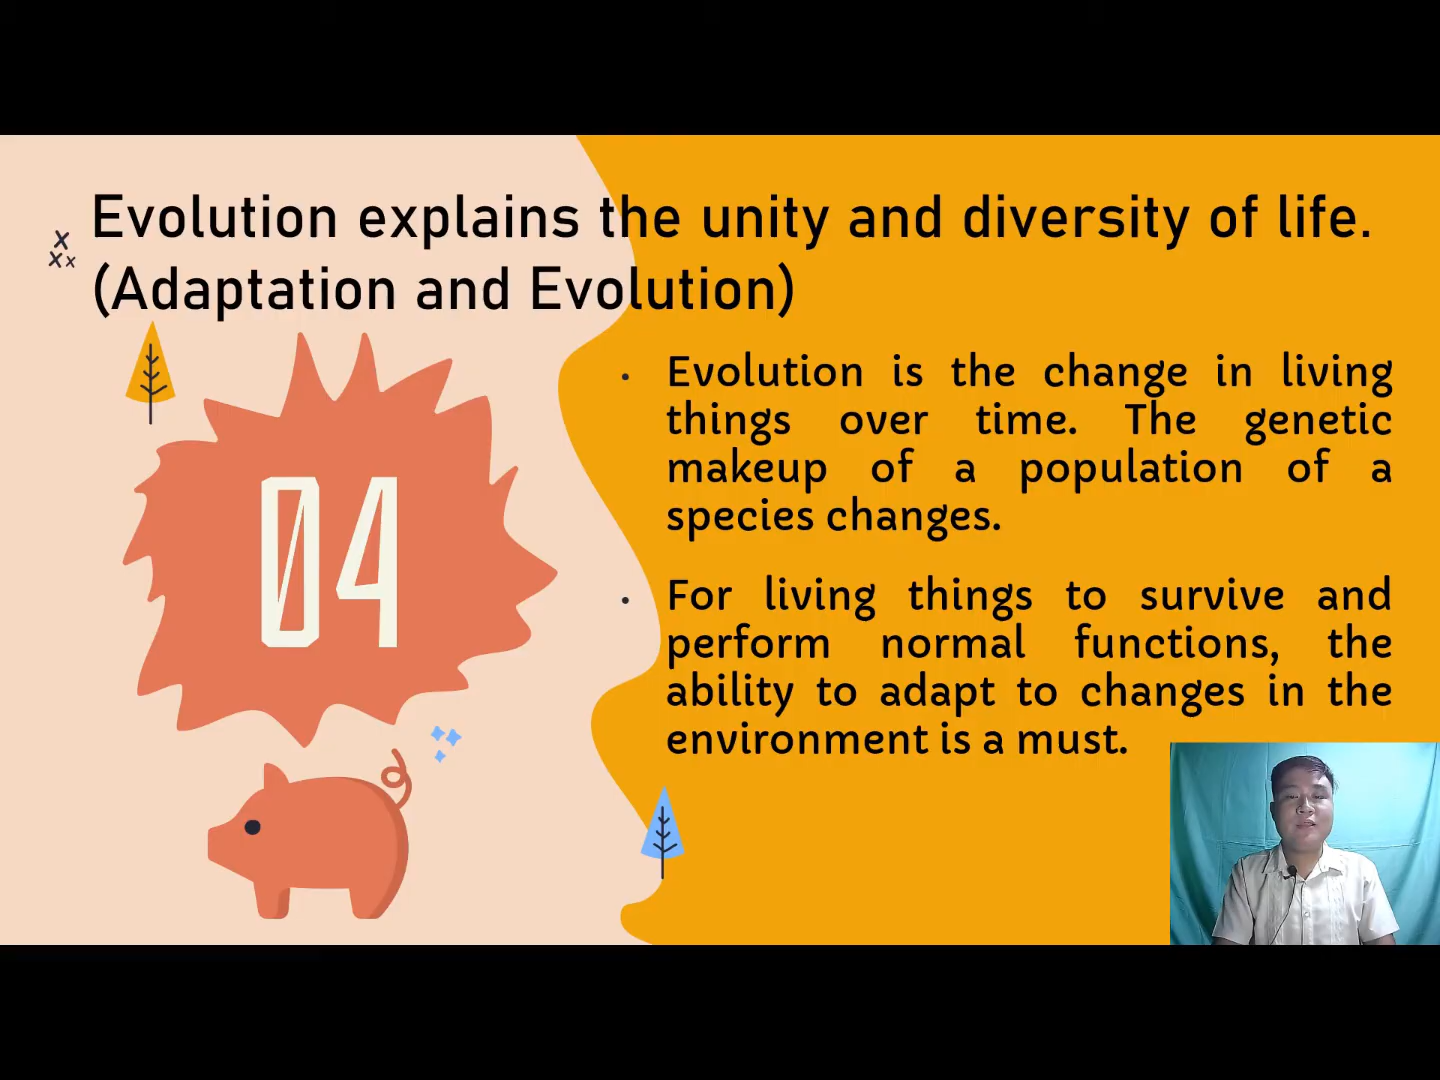 Evolution explains the unity and diversity of life.
(Adaptation and Evolution)
04
• Evolution is the change in living
things over time. The genetic
makeup of a population of a
species changes.
• For living things to survive and
perform normal functions, the
ability to adapt to changes in the
environment is a must.